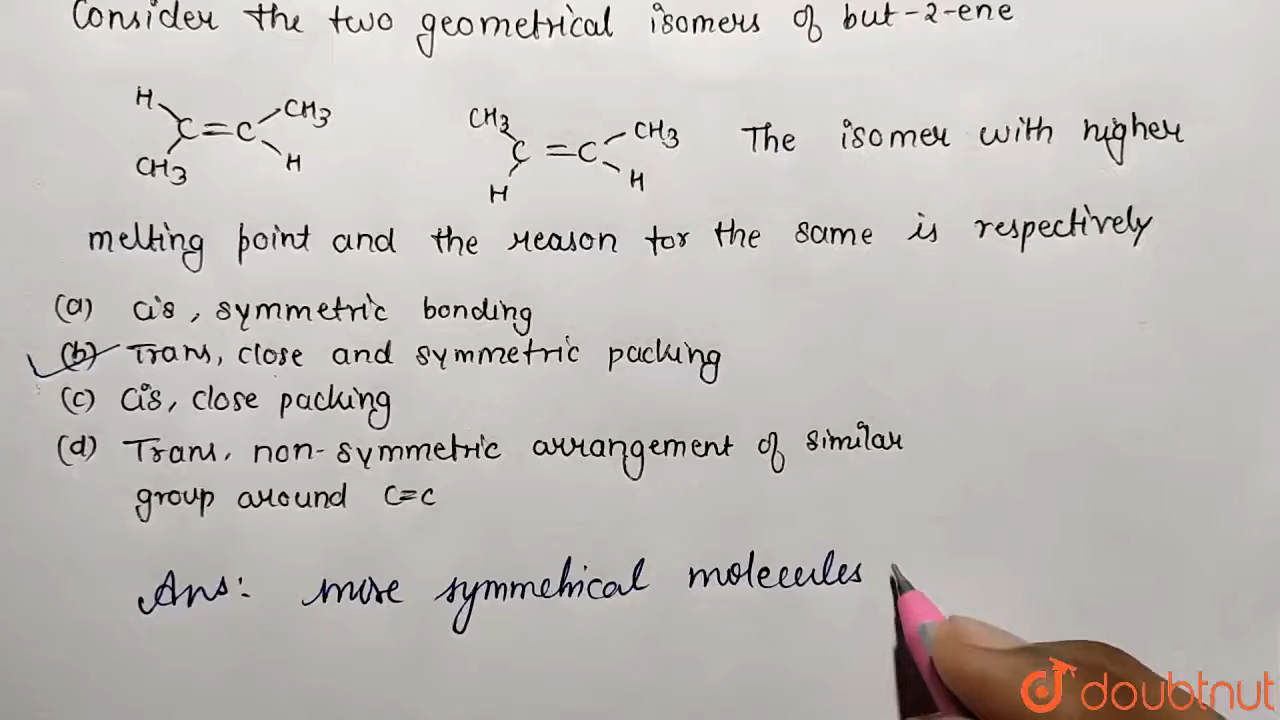 Consider the two geometrical isomers of but-2-ene
H CH3
C=C
CH3 H
CH3 CH3
C=C
H H
The isomer with higher
melting point and the reason for the same is respectively
(a) cis, symmetric bonding
(b) Trans, close and symmetric packing
(c) Cis, close packing
(d) Trans, non-symmetric arrangement of similar
group around C=C
Ans: more symmetrical molecules
doubtnut